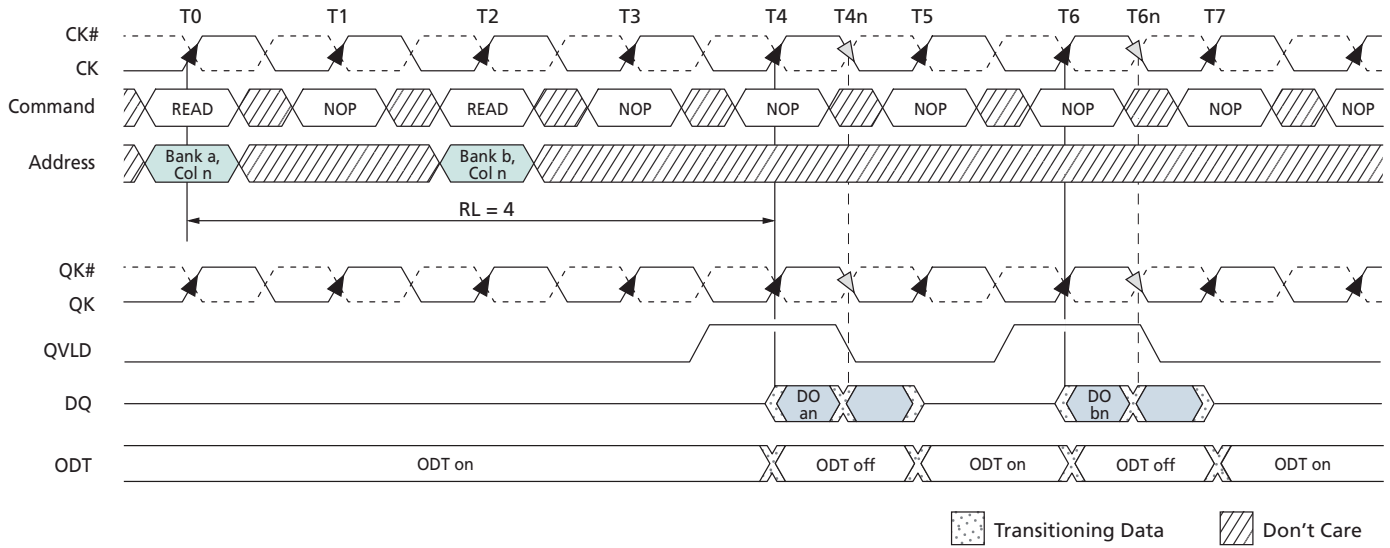 T0 T1 T2 T3 T4 T4n T5 T6 T6n T7
CK#
CK
Command READ NOP READ NOP NOP NOP NOP NOP NOP
Address Bank a, Col n Bank b, Col n
RL = 4
QK#
QK
QVLD
DQ DO an DO bn
ODT ODT on ODT off ODT on ODT off ODT on
Transitioning Data Don't Care